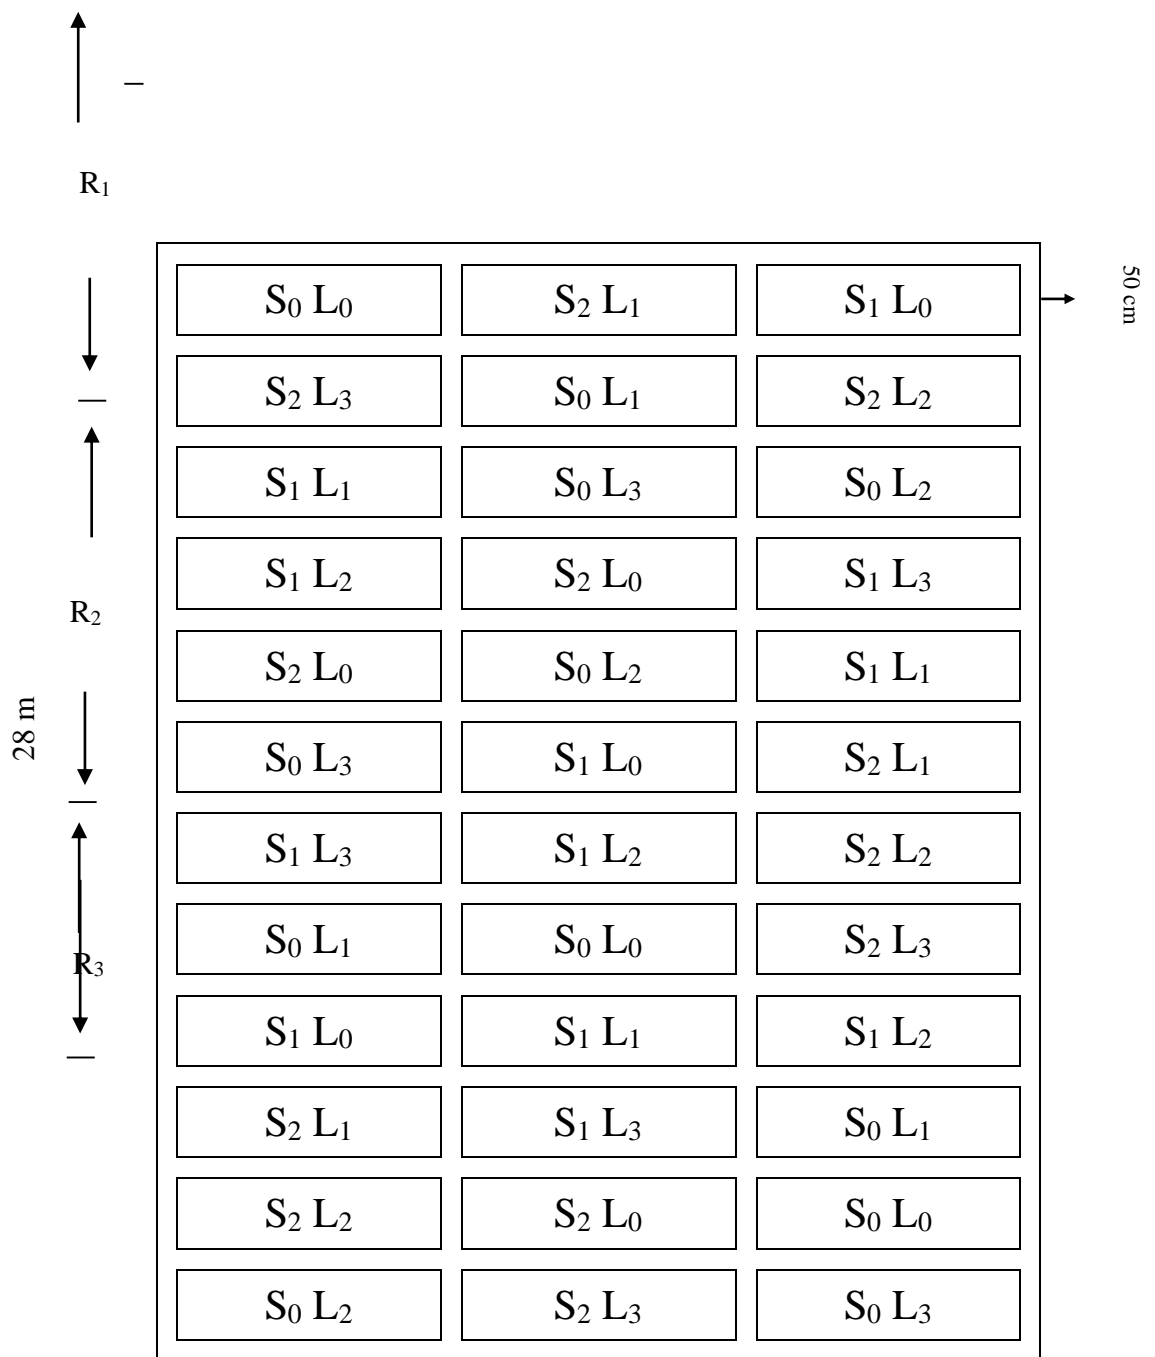 R₁
50 cm
S₀ L₀ S₂ L₁ S₁ L₀
S₂ L₃ S₀ L₁ S₂ L₂
S₁ L₁ S₀ L₃ S₀ L₂
S₁ L₂ S₂ L₀ S₁ L₃
R₂
S₂ L₀ S₀ L₂ S₁ L₁
28 m
S₀ L₃ S₁ L₀ S₂ L₁
S₁ L₃ S₁ L₂ S₂ L₂
S₀ L₁ S₀ L₀ S₂ L₃
R₃
S₁ L₀ S₁ L₁ S₁ L₂
S₂ L₁ S₁ L₃ S₀ L₁
S₂ L₂ S₂ L₀ S₀ L₀
S₀ L₂ S₂ L₃ S₀ L₃